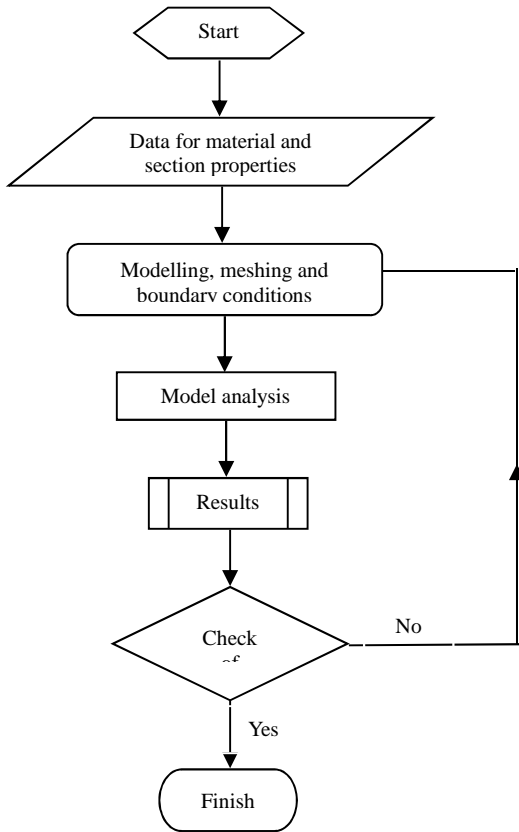 Start
Data for material and
section properties
Modelling, meshing and
boundary conditions
Model analysis
Results
Check
of
No
Yes
Finish